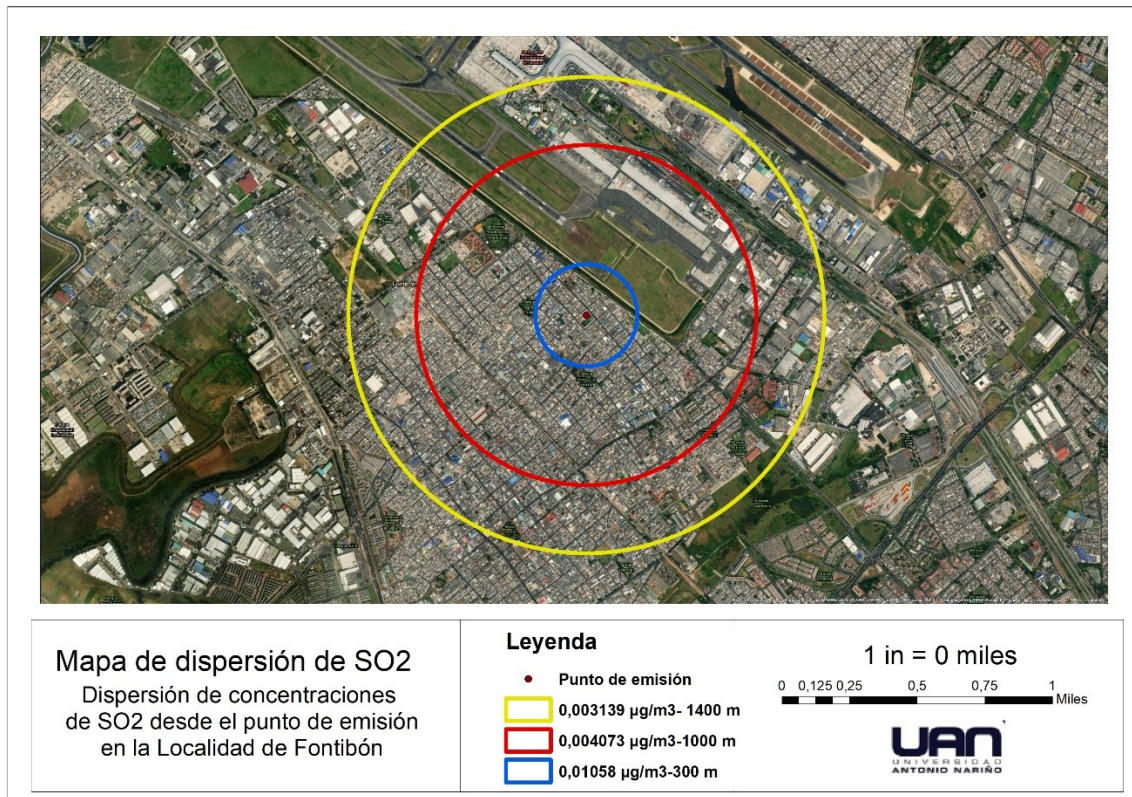 Fontibón
Mapa de dispersión de SO2
Dispersión de concentraciones
de SO2 desde el punto de emisión
en la Localidad de Fontibón
Leyenda
Punto de emisión
0,003139 µg/m3- 1400 m
0,004073 µg/m3-1000 m
0,01058 µg/m3-300 m
1 in = 0 miles
0 0,125 0,25 0,5 0,75 1
Miles
UAN
UNIVERSIDAD
ANTONIO NARIÑO